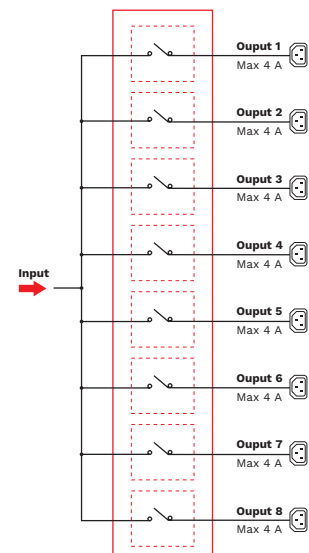 Ouput 1
Max 4 A
Ouput 2
Max 4 A
Ouput 3
Max 4 A
Ouput 4
Max 4 A
Input
Ouput 5
Max 4 A
Ouput 6
Max 4 A
Ouput 7
Max 4 A
Ouput 8
Max 4 A